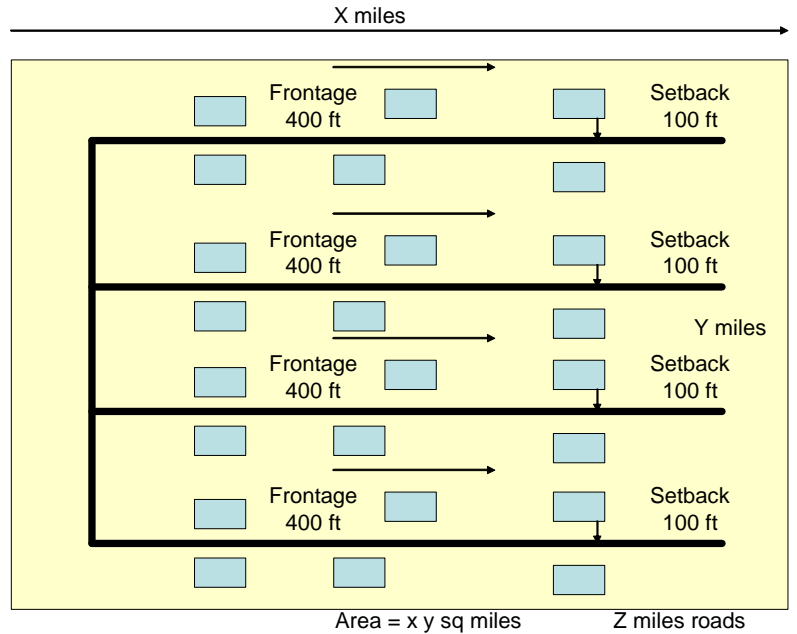 X miles
Frontage
400 ft
Setback
100 ft
Frontage
400 ft
Setback
100 ft
Y miles
Frontage
400 ft
Setback
100 ft
Frontage
400 ft
Setback
100 ft
Area = x y sq miles
Z miles roads